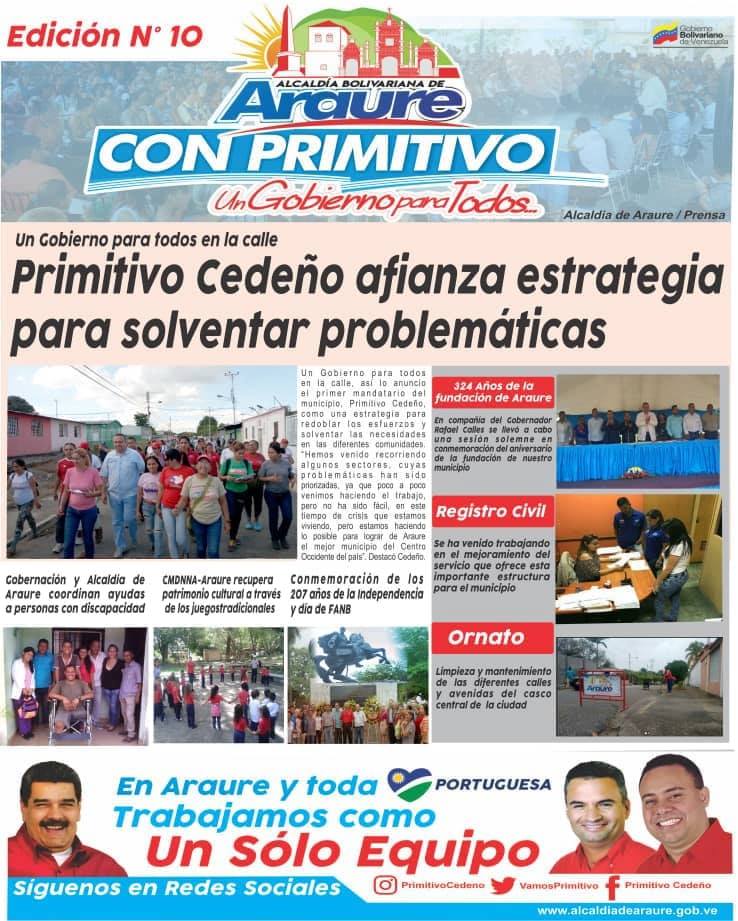 Edición N° 10
Gobierno
Bolivariano
de Venezuela
ALCALDÍA BOLIVARIANA DE
Araure
CON PRIMITIVO
Un Gobierno para Todos...
Alcaldia de Araure / Prensa
Un Gobierno para todos en la calle
Primitivo Cedeño afianza estrategia
para solventar problemáticas
Un Gobierno para todos
en la calle, así lo anuncio
el primer mandatario del
municipio, Primitivo Cedeño,
como una estrategia para
redoblar los esfuerzos y
solventar las necesidades
en las diferentes comunidades.
"Hemos venido recorriendo
algunos sectores, cuyas
problemáticas han sido
priorizadas, ya que poco a poco
venimos haciendo el trabajo,
pero no ha sido fácil, en este
tiempo de crisis que estamos
viviendo, pero estamos haciendo
lo posible para lograr de Araure
el mejor municipio del Centro
Occidente del país". Destacó Cedeño.
324 Años de la
fundación de Araure
En compañia del Gobernador
Rafael Calles se llevo a cabo
una sesión solemne en
conmemoración del aniversario
de la fundación de nuestro
municipio
Registro Civil
Se ha venido trabajando
en el mejoramiento del
servicio que ofrece esta
importante estructura
para el municipio
Ornato
Limpieza y mantenimiento
de las diferentes calles
y avenidas del casco
central de la ciudad
Araure
Gobernación y Alcaldía de
Araure coordinan ayudas
a personas con discapacidad
CMDNNA-Araure recupera
patrimonio cultural a través
de los juegostradicionales
Conmemoración de los
207 años de la Independencia
y día de FANB
En Araure y toda PORTUGUESA
Trabajamos como
Un Sólo Equipo
Síguenos en Redes Sociales
PrimitivoCedeno
VamosPrimitivo
Primitivo Cedeño
www.alcaldiadearaure.gob.ve